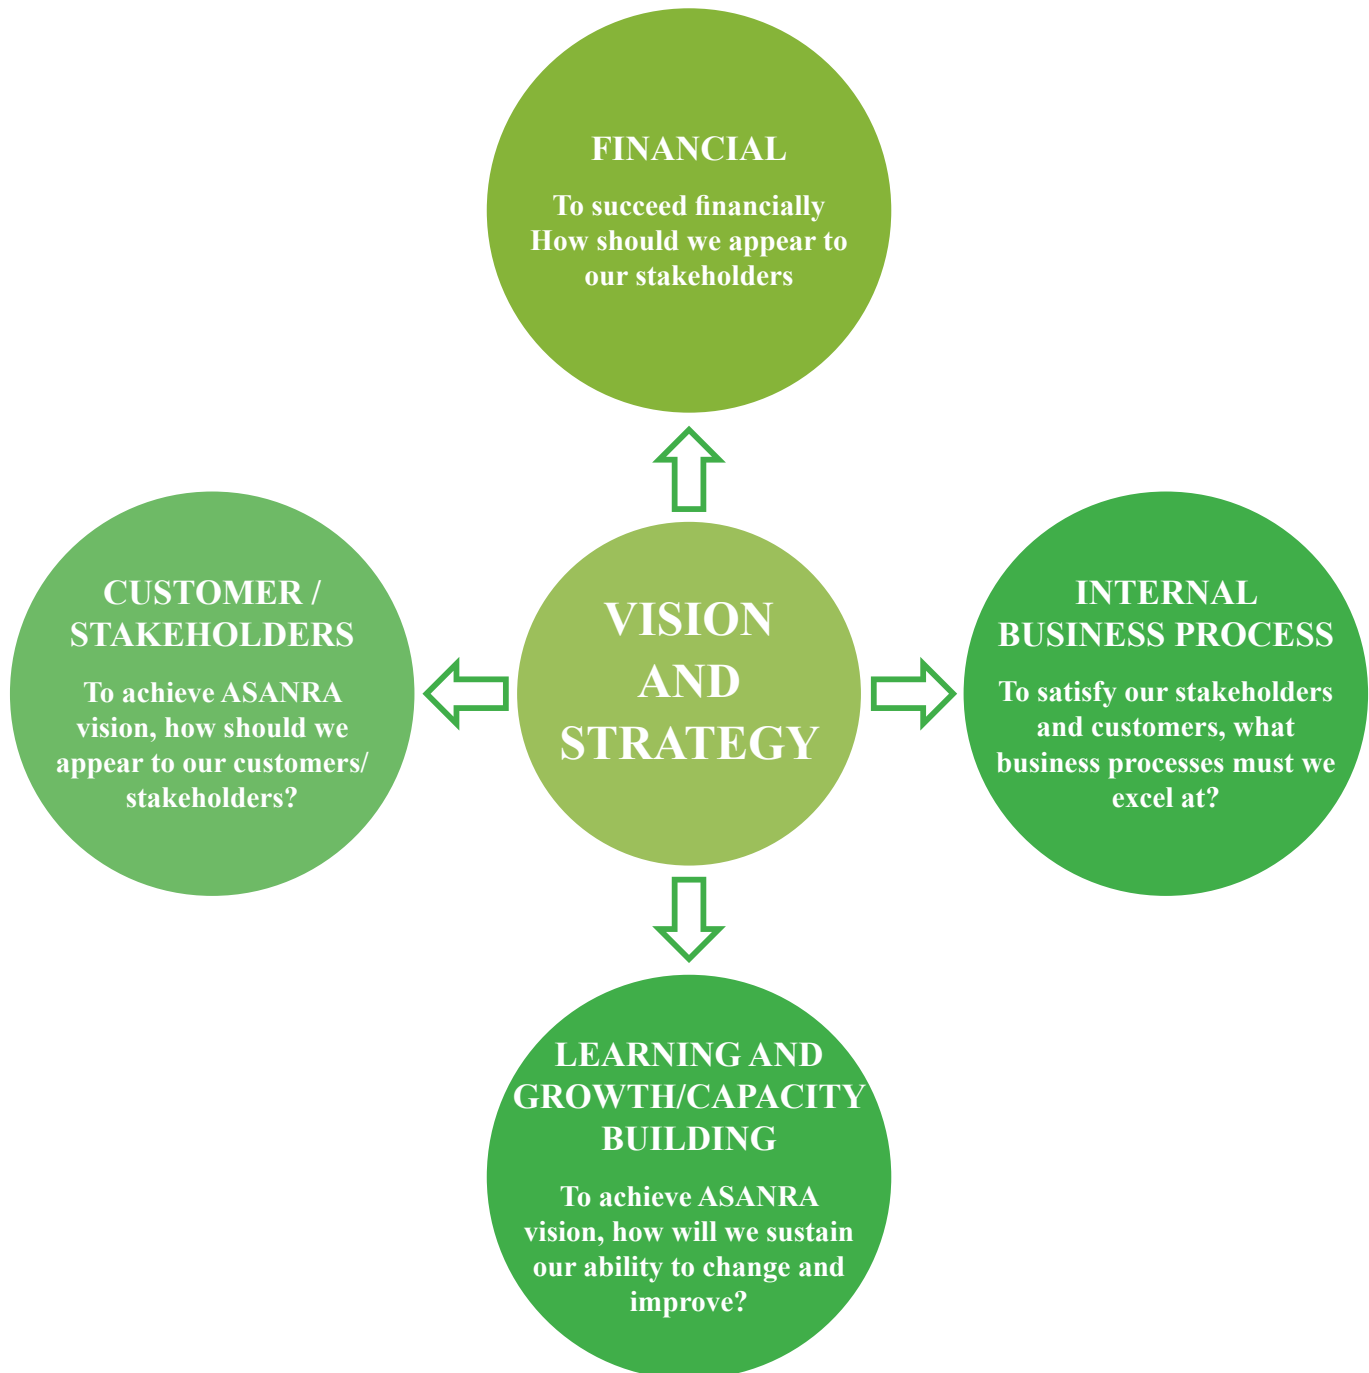 FINANCIAL
To succeed financially
How should we appear to
our stakeholders
CUSTOMER /
STAKEHOLDERS
To achieve ASANRA
vision, how should we
appear to our customers/
stakeholders?
VISION
AND
STRATEGY
INTERNAL
BUSINESS PROCESS
To satisfy our stakeholders
and customers, what
business processes must we
excel at?
LEARNING AND
GROWTH/CAPACITY
BUILDING
To achieve ASANRA
vision, how will we sustain
our ability to change and
improve?